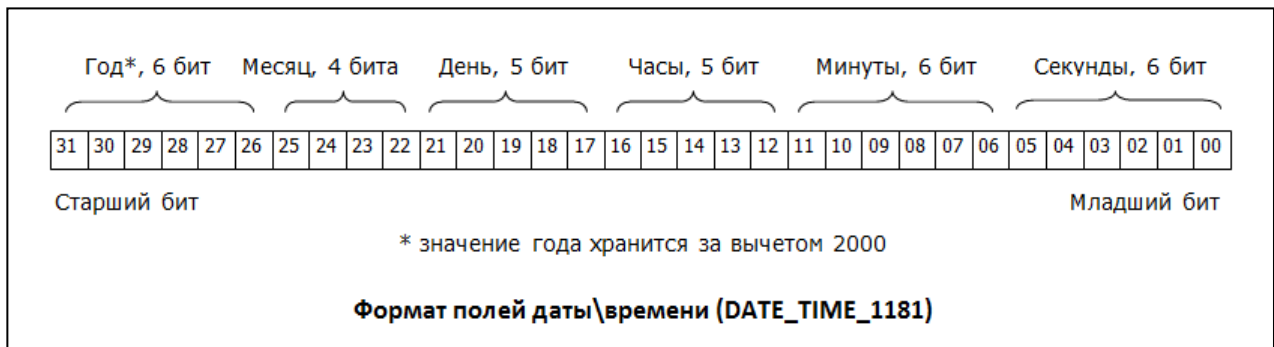 Год*, 6 бит Месяц, 4 бита День, 5 бит Часы, 5 бит Минуты, 6 бит Секунды, 6 бит
31 30 29 28 27 26 25 24 23 22 21 20 19 18 17 16 15 14 13 12 11 10 09 08 07 06 05 04 03 02 01 00
Старший бит Младший бит
* значение года хранится за вычетом 2000
Формат полей даты\времени (DATE_TIME_1181)